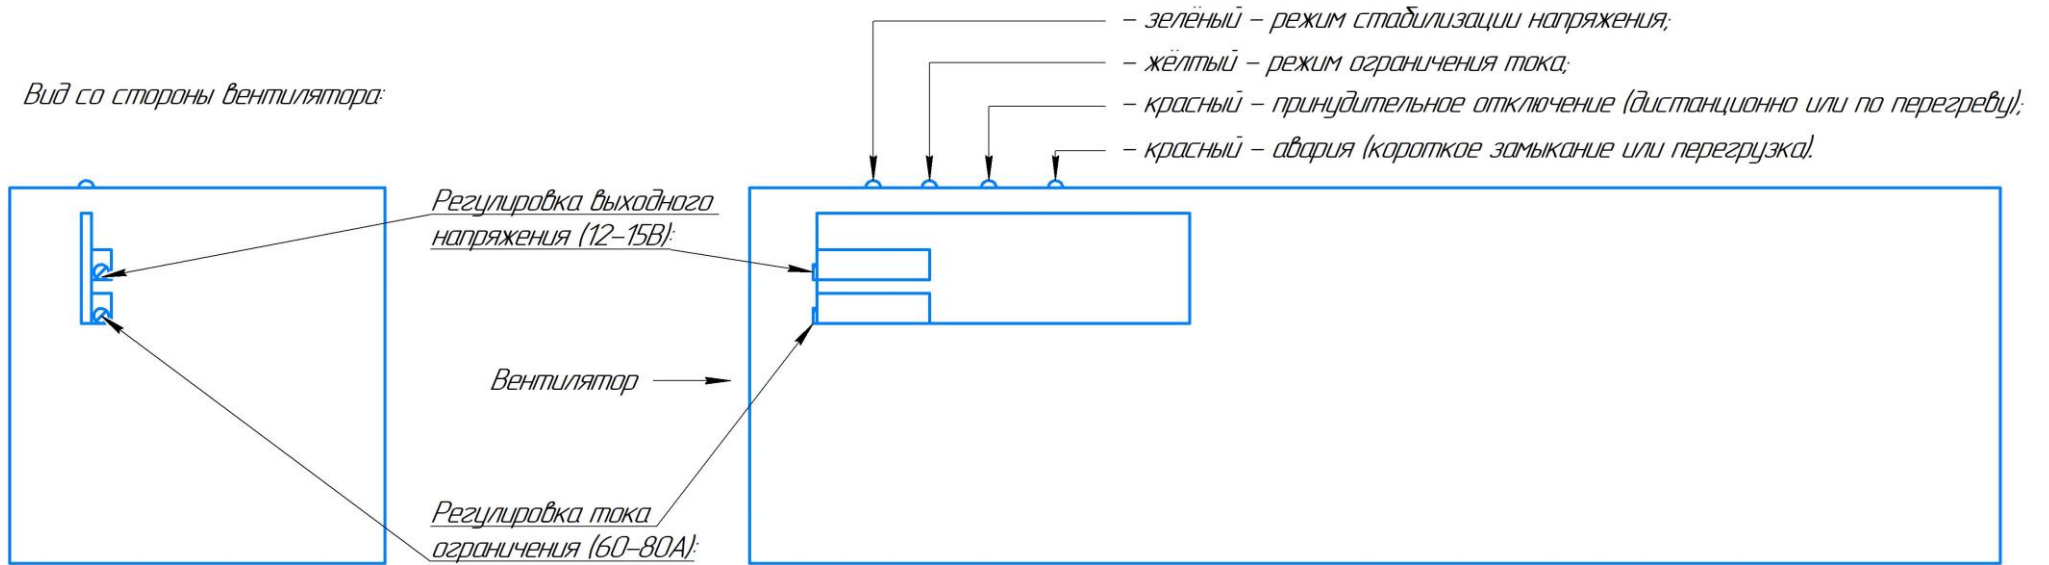 – зелёный – режим стабилизации напряжения;
– жёлтый – режим ограничения тока;
Вид со стороны вентилятора:
– красный – принудительное отключение (дистанционно или по перегреву);
– красный – авария (короткое замыкание или перегрузка).
Регулировка выходного
напряжения (12–15В):
Вентилятор
Регулировка тока
ограничения (60–80А):